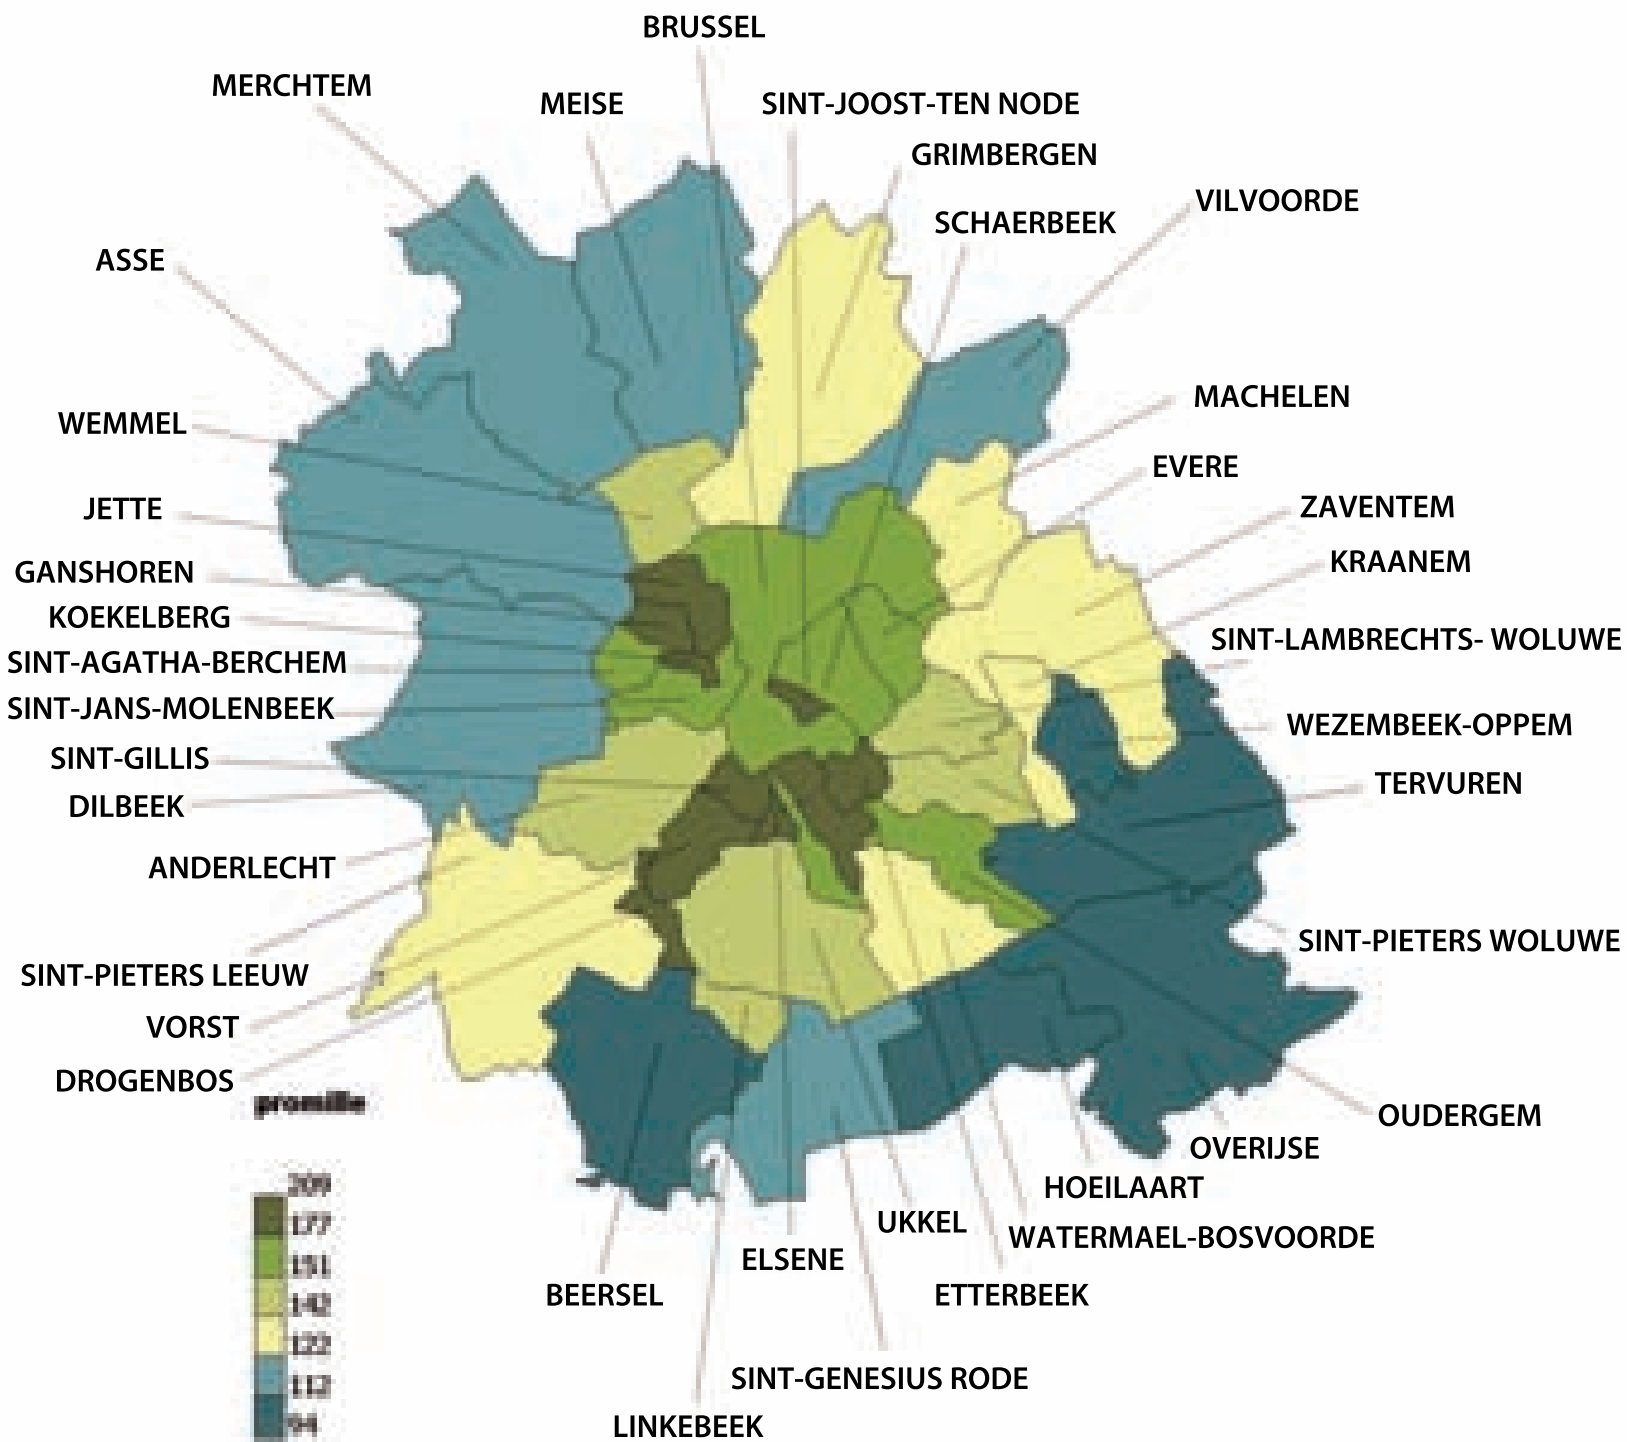 BRUSSEL
MERCHTEM
MEISE
SINT-JOOST-TEN NODE
GRIMBERGEN
VILVOORDE
SCHAERBEEK
ASSE
MACHELEN
WEMMEL
EVERE
ZAVENTEM
JETTE
KRAANEM
GANSHOREN
KOEKELBERG
SINT-LAMBRECHTS- WOLUWE
SINT-AGATHA-BERCHEM
SINT-JANS-MOLENBEEK
WEZEMBEEK-OPPEM
SINT-GILLIS
TERVUREN
DILBEEK
ANDERLECHT
SINT-PIETERS WOLUWE
SINT-PIETERS LEEUW
VORST
DROGENBOS
promille
OUDERGEM
OVERIJSE
HOEILAART
UKKEL
WATERMAEL-BOSVOORDE
ELSENE
BEERSEL
ETTERBEEK
SINT-GENESIUS RODE
LINKEBEEK
209
177
151
142
122
112
94